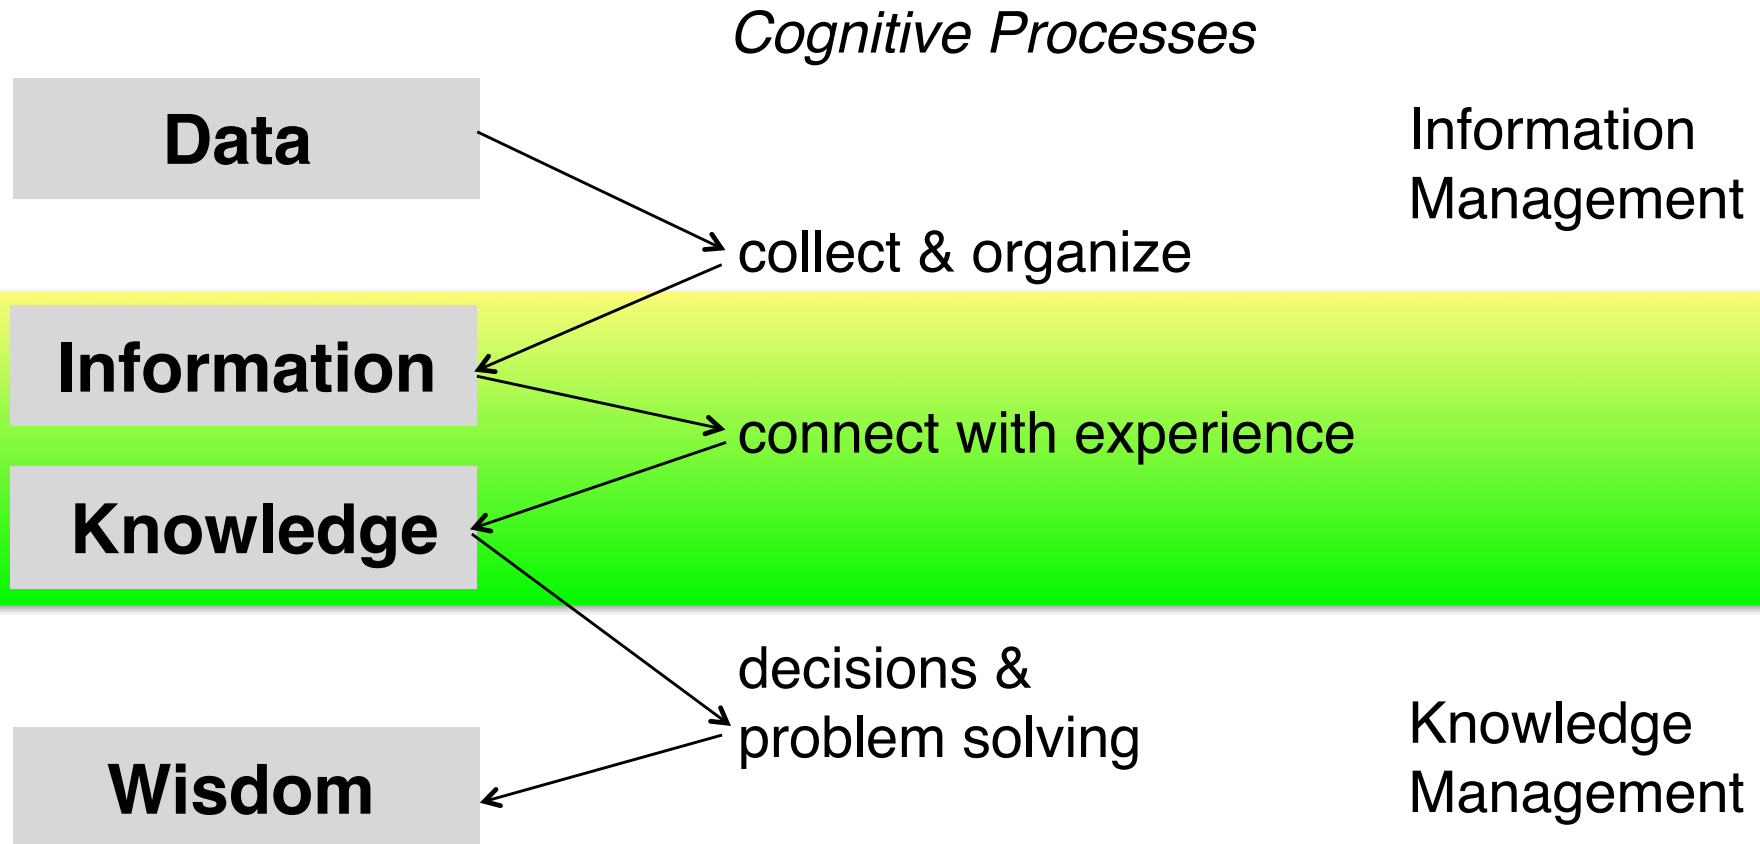 Cognitive Processes
Data
Information
Management
collect & organize
Information
connect with experience
Knowledge
decisions &
problem solving
Knowledge
Management
Wisdom